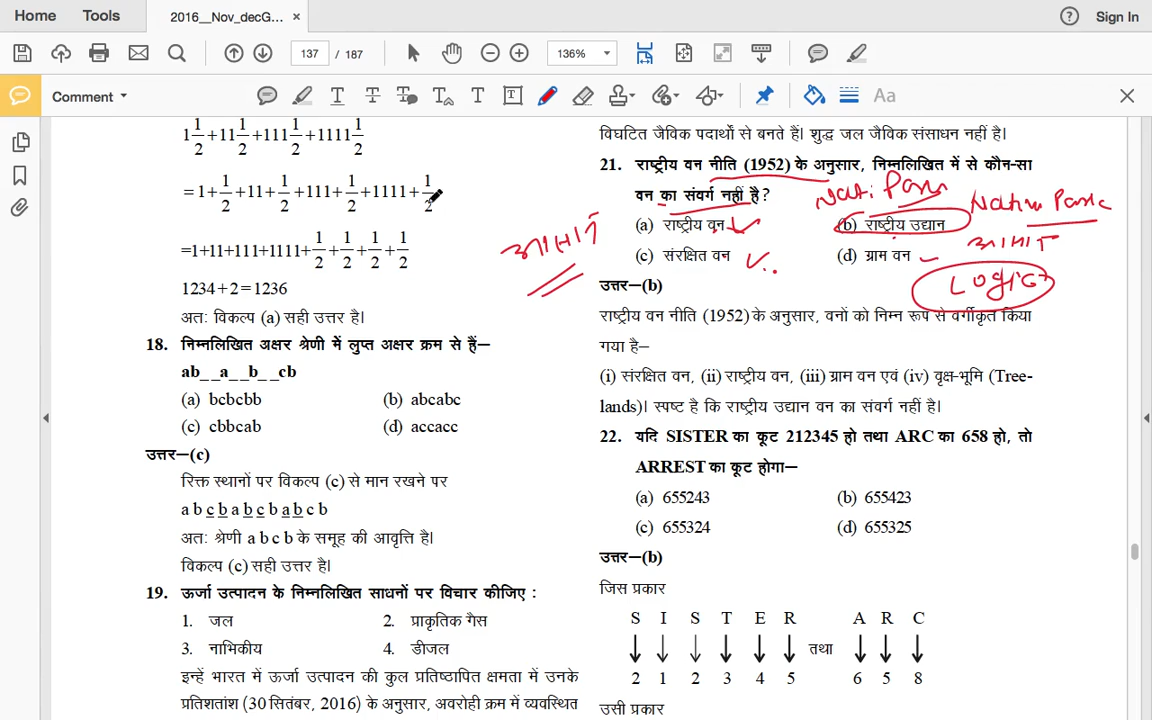 Home Tools 2016__Nov_decG... × ? Sign In
137 / 187 136%
Comment Aa
1 1/2 + 11 1/2 + 111 1/2 + 1111 1/2
= 1 + 1/2 + 11 + 1/2 + 111 + 1/2 + 1111 + 1/2
=1+11+111+1111+ 1/2 + 1/2 + 1/2 + 1/2
1234+2=1236
अतः विकल्प (a) सही उत्तर है।
18. निम्नलिखित अक्षर श्रेणी में लुप्त अक्षर क्रम से हैं–
ab__a__b__cb
(a) bcbcbb (b) abcabc
(c) cbbcab (d) accacc
उत्तर–(c)
रिक्त स्थानों पर विकल्प (c) से मान रखने पर
a b c b a b c b a b c b
अतः श्रेणी a b c b के समूह की आवृत्ति है।
विकल्प (c) सही उत्तर है।
19. ऊर्जा उत्पादन के निम्नलिखित साधनों पर विचार कीजिए :
1. जल 2. प्राकृतिक गैस
3. नाभिकीय 4. डीजल
इन्हें भारत में ऊर्जा उत्पादन की कुल प्रतिष्ठापित क्षमता में उनके
प्रतिशतांश (30 सितंबर, 2016) के अनुसार, अवरोही क्रम में व्यवस्थित
विघटित जैविक पदार्थों से बनते हैं। शुद्ध जल जैविक संसाधन नहीं है।
21. राष्ट्रीय वन नीति (1952) के अनुसार, निम्नलिखित में से कौन-सा
वन का संवर्ग नहीं है?
(a) राष्ट्रीय वन (b) राष्ट्रीय उद्यान
(c) संरक्षित वन (d) ग्राम वन
Logic
उत्तर–(b)
राष्ट्रीय वन नीति (1952) के अनुसार, वनों को निम्न रूप से वर्गीकृत किया
गया है–
(i) संरक्षित वन, (ii) राष्ट्रीय वन, (iii) ग्राम वन एवं (iv) वृक्ष-भूमि (Tree-
lands)। स्पष्ट है कि राष्ट्रीय उद्यान वन का संवर्ग नहीं है।
22. यदि SISTER का कूट 212345 हो तथा ARC का 658 हो, तो
ARREST का कूट होगा–
(a) 655243 (b) 655423
(c) 655324 (d) 655325
उत्तर–(b)
जिस प्रकार
S I S T E R A R C
↓ ↓ ↓ ↓ ↓ ↓ तथा ↓ ↓ ↓
2 1 2 3 4 5 6 5 8
उसी प्रकार